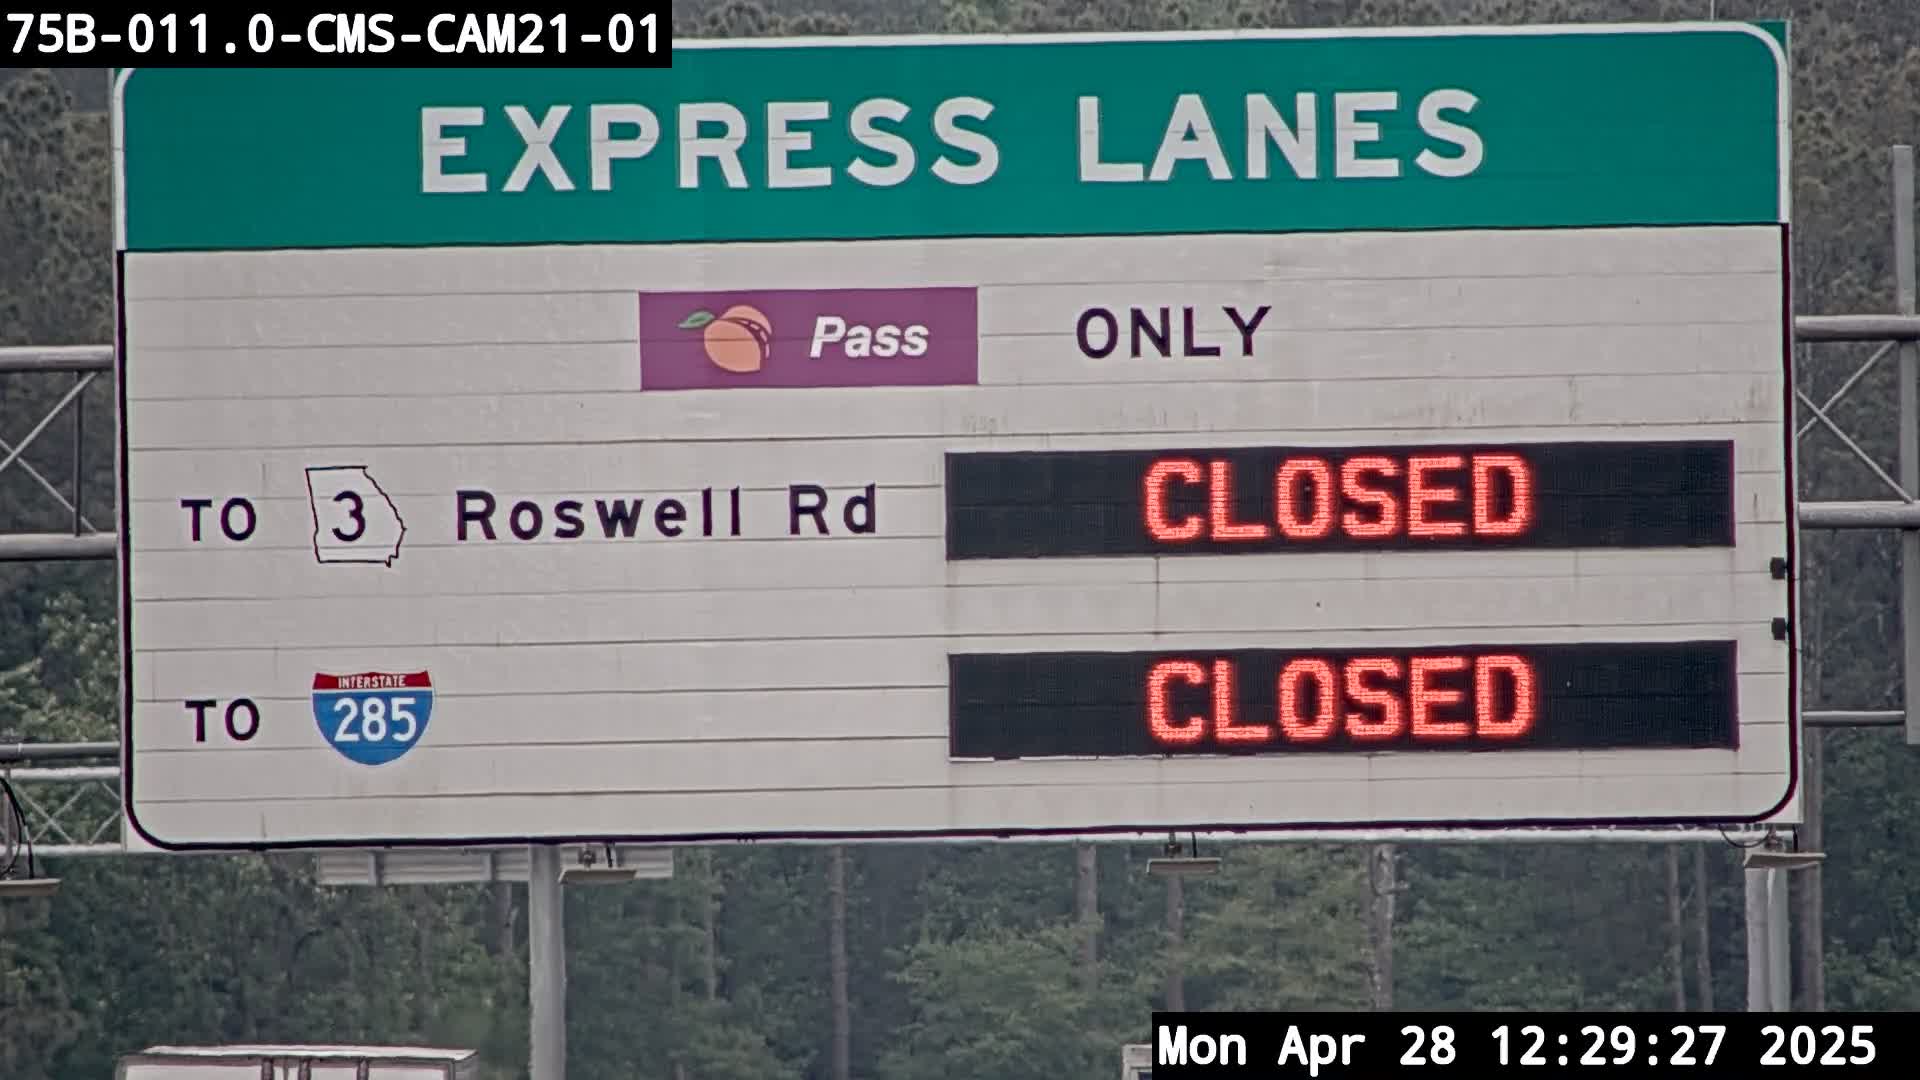 75B-011.0-CMS-CAM21-01
EXPRESS LANES
Pass ONLY
TO 3 Roswell Rd CLOSED
TO INTERSTATE 285 CLOSED
Mon Apr 28 12:29:27 2025